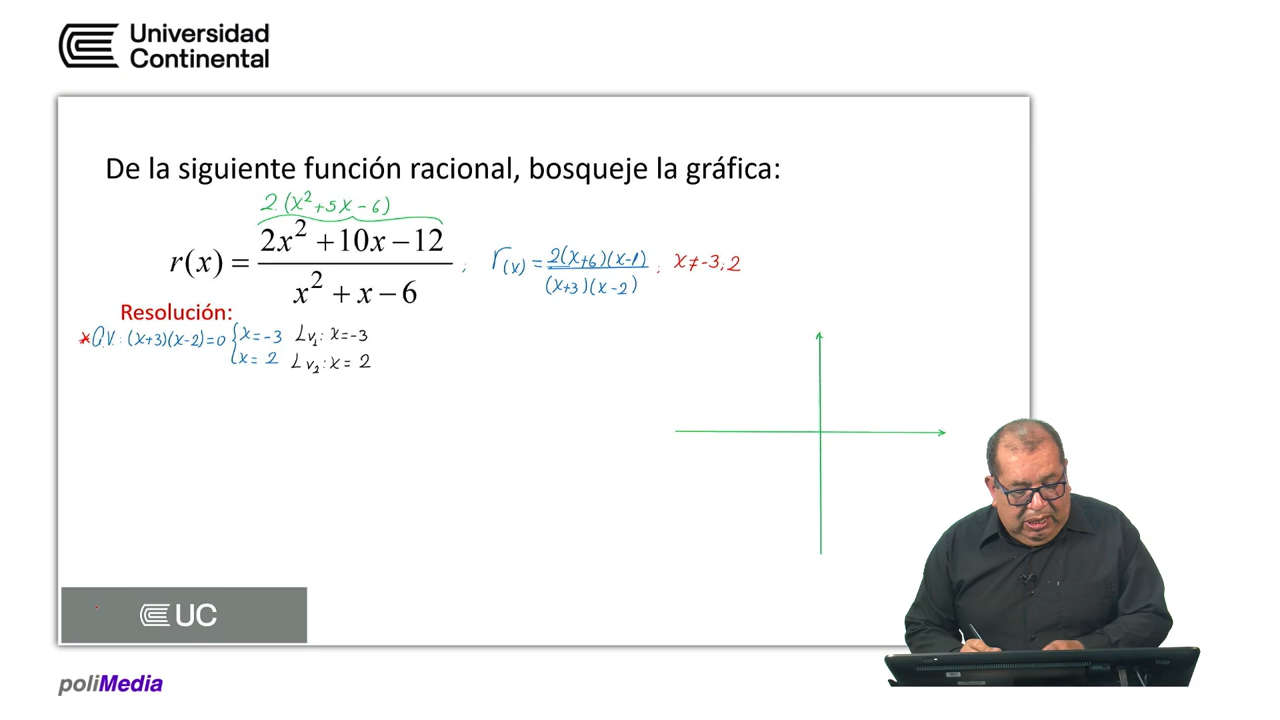 Universidad
Continental
De la siguiente función racional, bosqueje la gráfica:
2.(x²+5x-6)
r(x) = (2x² + 10x − 12)/(x² + x − 6) ; r(x) = 2(x+6)(x-1)/(x+3)(x-2) ; x≠-3;2
Resolución:
*A.V.: (x+3)(x-2)=0 { x=-3 Lv₁: x=-3
x= 2 Lv₂: x= 2
UC
poliMedia